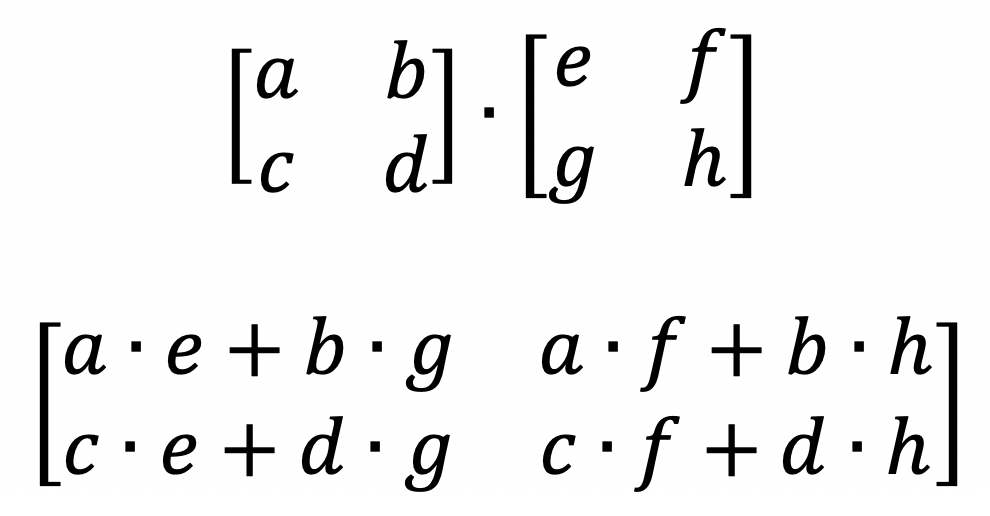 [a b] · [e f]
[c d] [g h]
[a · e + b · g a · f + b · h]
[c · e + d · g c · f + d · h]